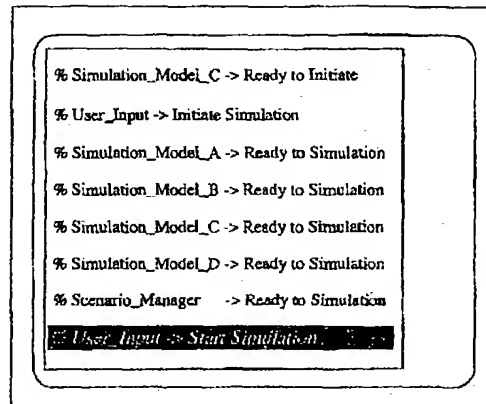 % Simulation_Model_C -> Ready to Initiate
% User_Input -> Initiate Simulation
% Simulation_Model_A -> Ready to Simulation
% Simulation_Model_B -> Ready to Simulation
% Simulation_Model_C -> Ready to Simulation
% Simulation_Model_D -> Ready to Simulation
% Scenario_Manager -> Ready to Simulation
% User_Input -> Start Simulation